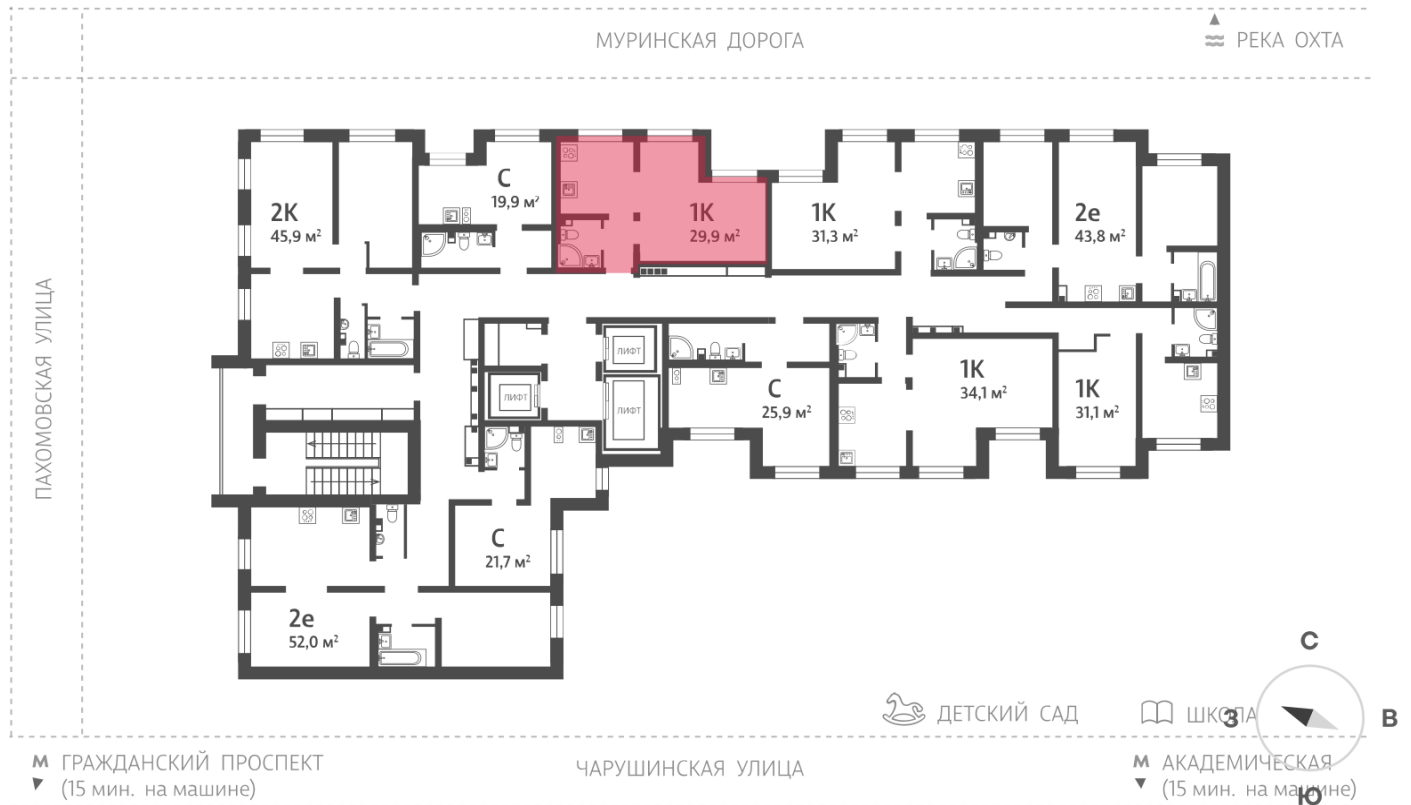 МУРИНСКАЯ ДОРОГА
РЕКА ОХТА
ПАХОМОВСКАЯ УЛИЦА
2К
45,9 м²
С
19,9 м²
1К
29,9 м²
1К
31,3 м²
2е
43,8 м²
ЛИФТ
ЛИФТ
ЛИФТ
С
25,9 м²
1К
34,1 м²
1К
31,1 м²
С
21,7 м²
2е
52,0 м²
ДЕТСКИЙ САД
ШКОЛА
С
З
В
Ю
М ГРАЖДАНСКИЙ ПРОСПЕКТ
(15 мин. на машине)
ЧАРУШИНСКАЯ УЛИЦА
М АКАДЕМИЧЕСКАЯ
(15 мин. на машине)